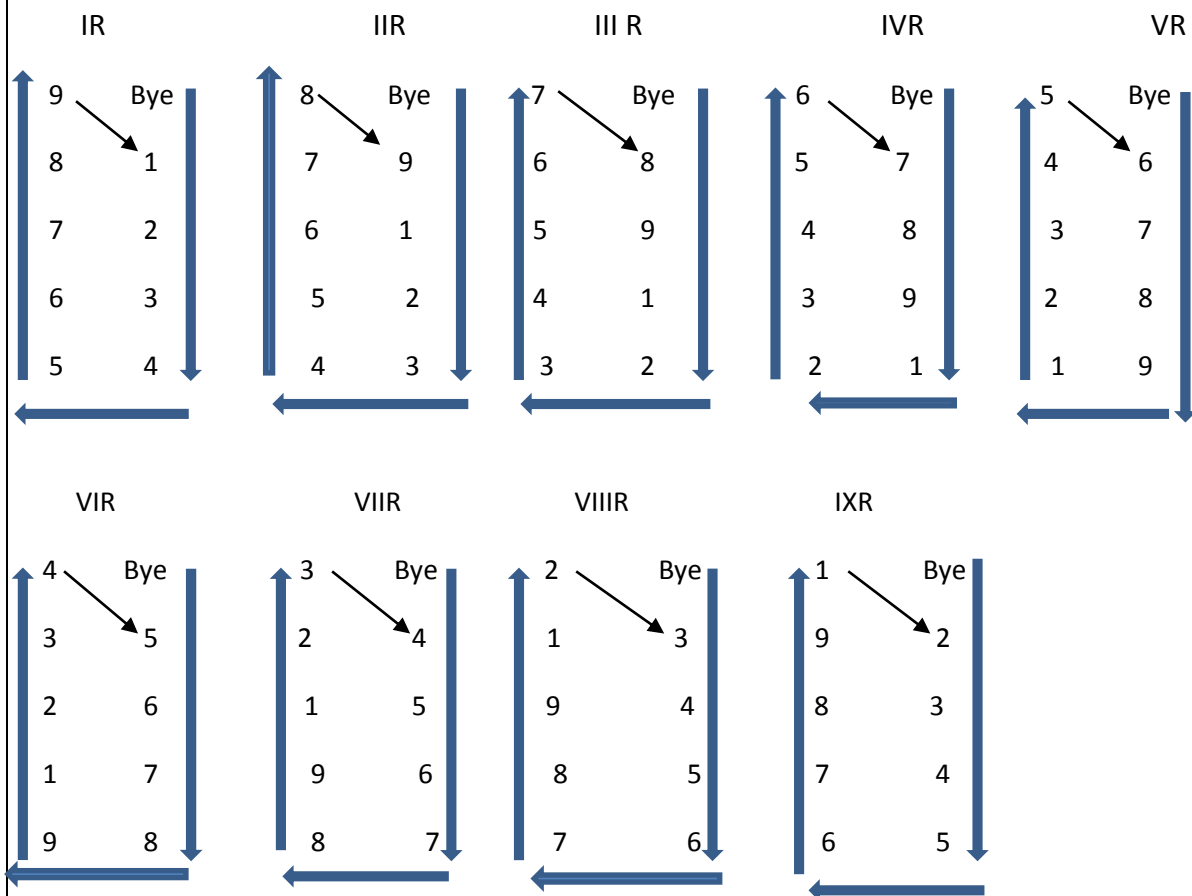 IR IIR III R IVR VR
9 Bye 8 Bye 7 Bye 6 Bye 5 Bye
8 1 7 9 6 8 5 7 4 6
7 2 6 1 5 9 4 8 3 7
6 3 5 2 4 1 3 9 2 8
5 4 4 3 3 2 2 1 1 9
VIR VIIR VIIIR IXR
4 Bye 3 Bye 2 Bye 1 Bye
3 5 2 4 1 3 9 2
2 6 1 5 9 4 8 3
1 7 9 6 8 5 7 4
9 8 8 7 7 6 6 5